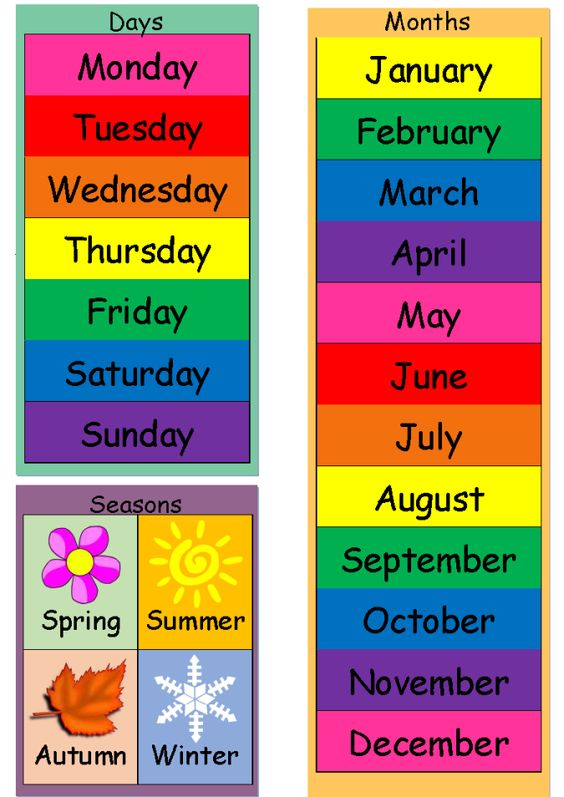 Days
Monday
Tuesday
Wednesday
Thursday
Friday
Saturday
Sunday
Seasons
Spring Summer
Autumn Winter
Months
January
February
March
April
May
June
July
August
September
October
November
December